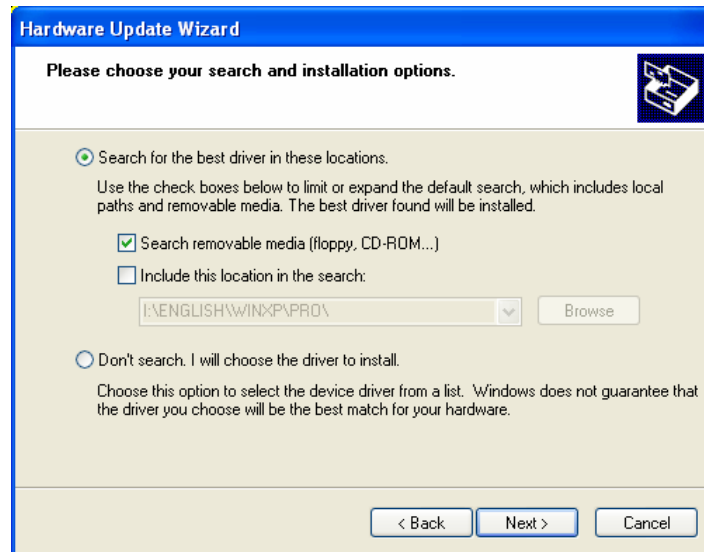 Hardware Update Wizard
Please choose your search and installation options.
Search for the best driver in these locations.
Use the check boxes below to limit or expand the default search, which includes local
paths and removable media. The best driver found will be installed.
Search removable media (floppy, CD-ROM...)
Include this location in the search:
I:\ENGLISH\WINXP\PRO\
Browse
Don't search. I will choose the driver to install.
Choose this option to select the device driver from a list. Windows does not guarantee that
the driver you choose will be the best match for your hardware.
< Back Next > Cancel